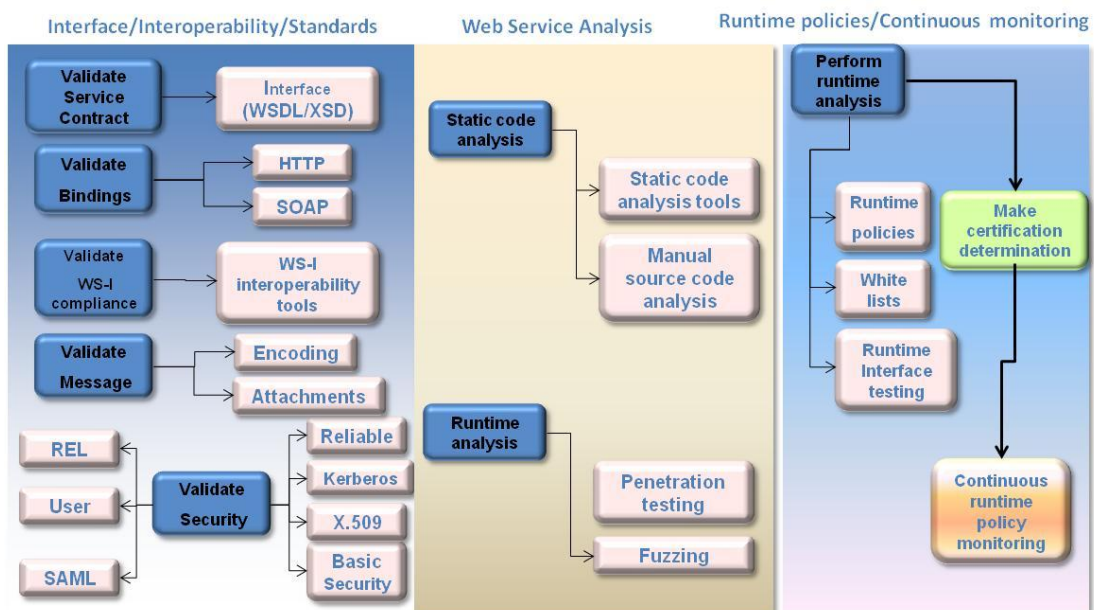 Interface/Interoperability/Standards
Validate
Service
Contract
Interface
(WSDL/XSD)
Validate
Bindings
HTTP
SOAP
Validate
WS-I
compliance
WS-I
interoperability
tools
Validate
Message
Encoding
Attachments
REL
User
SAML
Validate
Security
Reliable
Kerberos
X.509
Basic
Security
Web Service Analysis
Static code
analysis
Static code
analysis tools
Manual
source code
analysis
Runtime
analysis
Penetration
testing
Fuzzing
Runtime policies/Continuous monitoring
Perform
runtime
analysis
Runtime
policies
White
lists
Runtime
Interface
testing
Make
certification
determination
Continuous
runtime
policy
monitoring